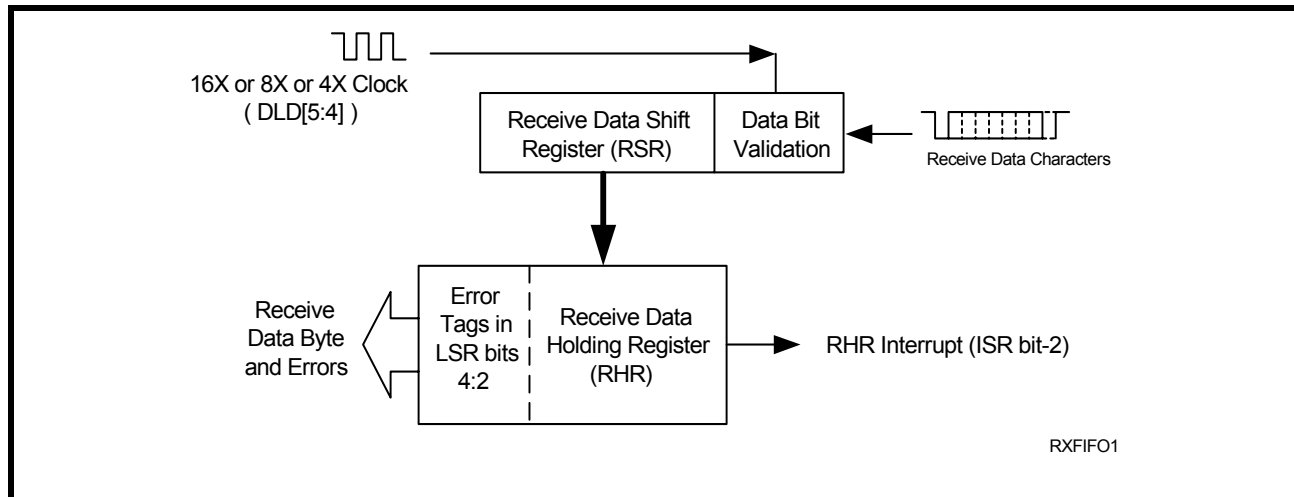 16X or 8X or 4X Clock
( DLD[5:4] )
Receive Data Shift
Register (RSR)
Data Bit
Validation
Receive Data Characters
Receive
Data Byte
and Errors
Error
Tags in
LSR bits
4:2
Receive Data
Holding Register
(RHR)
RHR Interrupt (ISR bit-2)
RXFIFO1